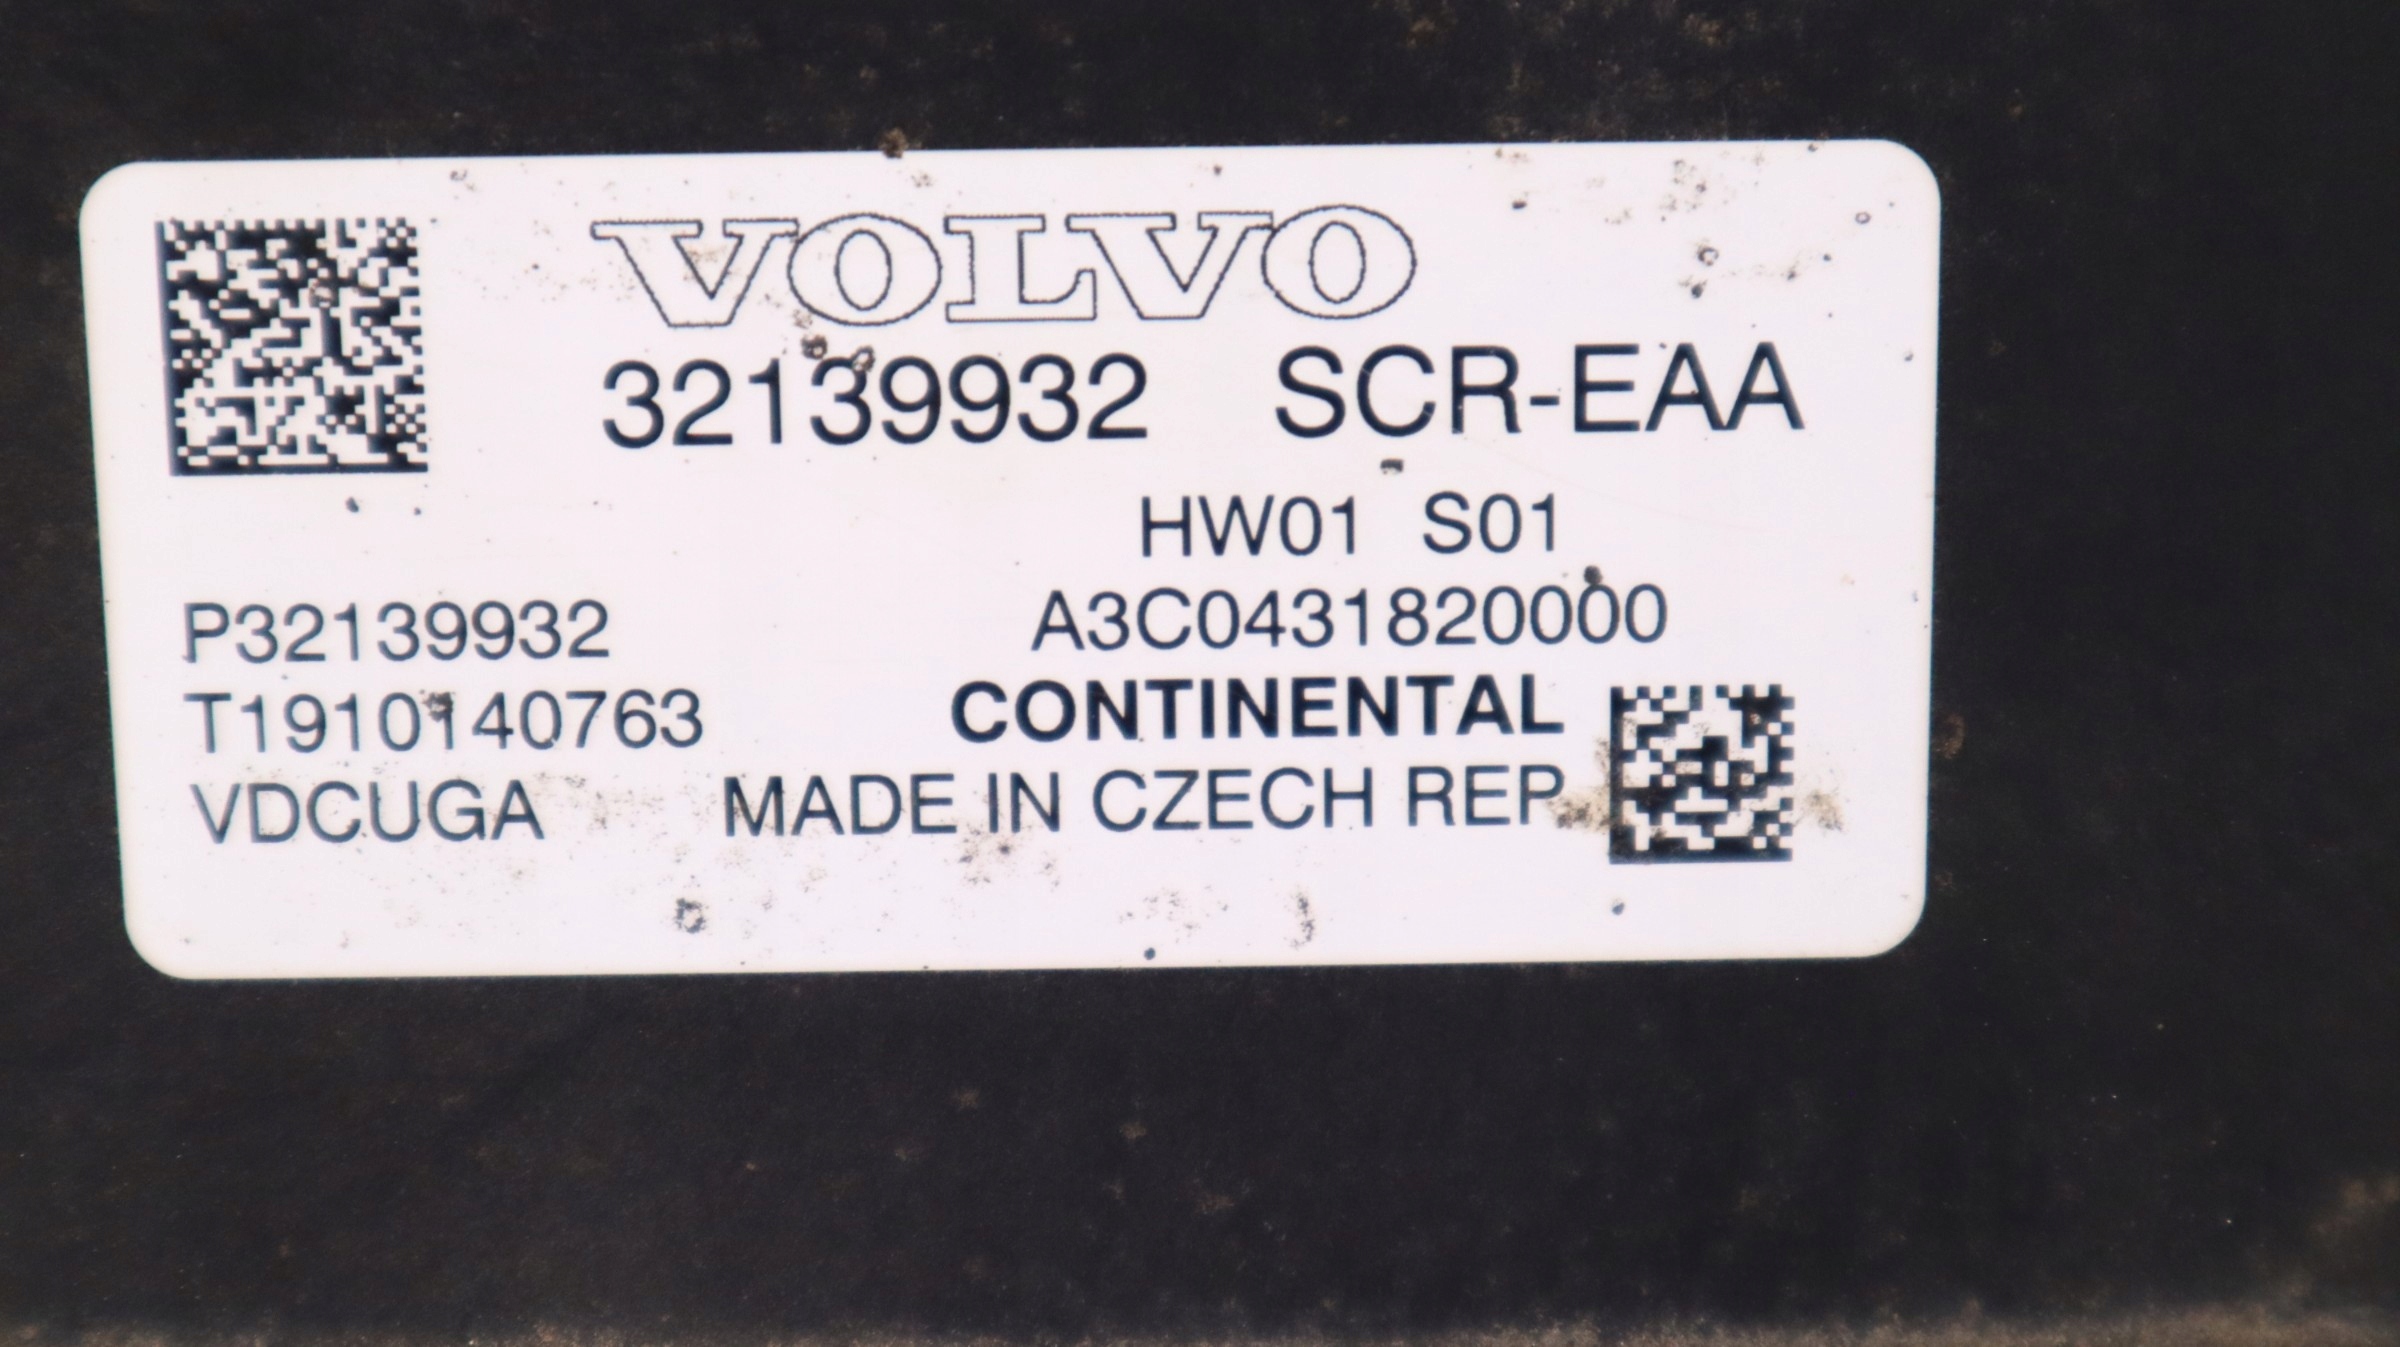 VOLVO
32139932 SCR-EAA
HW01 S01
P32139932 A3C0431820000
T1910140763 CONTINENTAL
VDCUGA MADE IN CZECH REP.